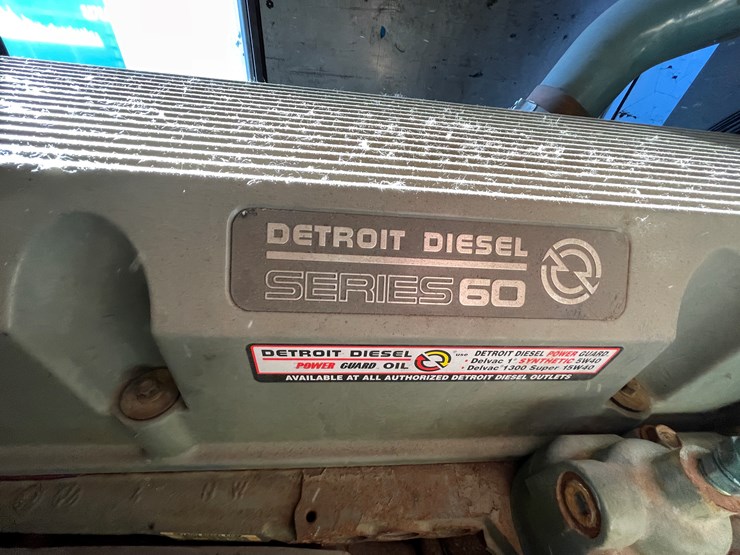 DETROIT DIESEL
SERIES 60
DETROIT DIESEL
POWER GUARD OIL
use DETROIT DIESEL POWER GUARD.
• Delvac 1 SYNTHETIC 5W40
• Delvac 1300 Super 15W40
AVAILABLE AT ALL AUTHORIZED DETROIT DIESEL OUTLETS